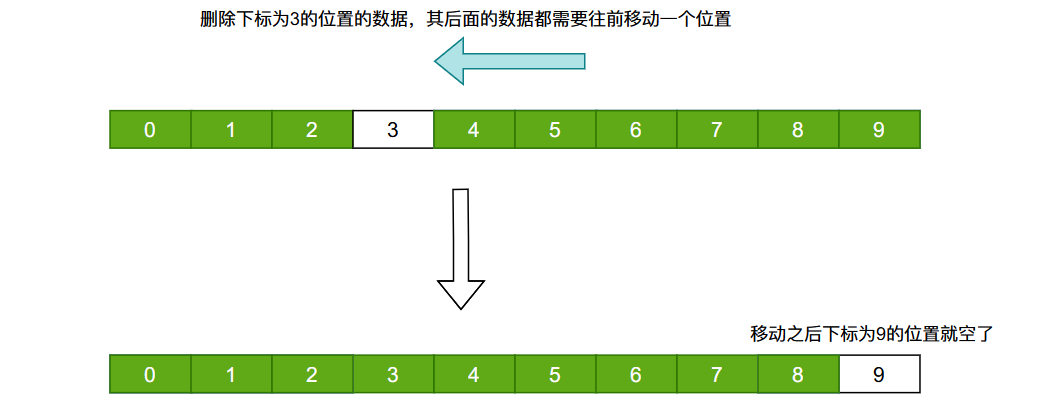 删除下标为3的位置的数据，其后面的数据都需要往前移动一个位置
0 1 2 3 4 5 6 7 8 9
移动之后下标为9的位置就空了
0 1 2 3 4 5 6 7 8 9